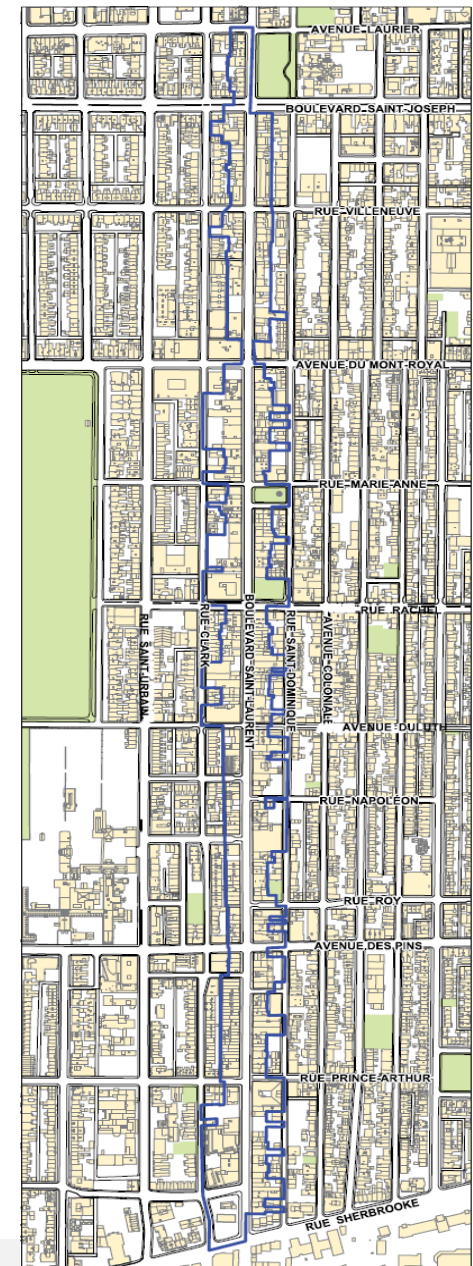 AVENUE LAURIER
BOULEVARD SAINT-JOSEPH
RUE VILLENEUVE
AVENUE DU MONT-ROYAL
RUE MARIE-ANNE
RUE RACHEL
RUE SAINT-URBAIN
RUE CLARK
BOULEVARD SAINT-LAURENT
RUE SAINT-DOMINIQUE
AVENUE COLONIALE
AVENUE DULUTH
RUE NAPOLÉON
RUE ROY
AVENUE DES PINS
RUE PRINCE-ARTHUR
RUE SHERBROOKE